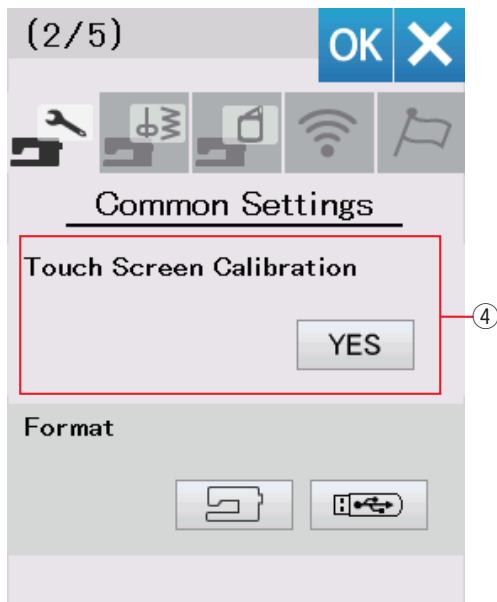 (2/5)
OK
Common Settings
Touch Screen Calibration
④
YES
Format